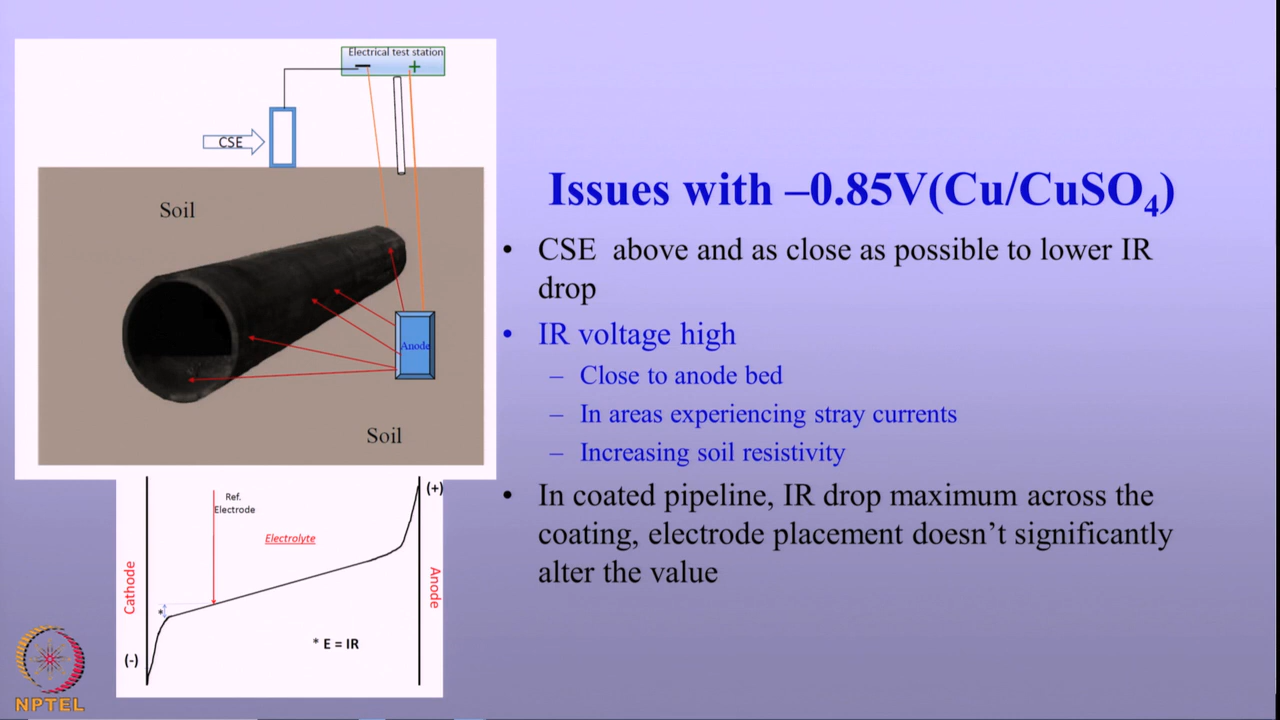 Electrical test station
− +
CSE
Soil
Anode
Soil
Ref.
Electrode
(+)
Electrolyte
Cathode
Anode
*
* E = IR
(-)
NPTEL
Issues with –0.85V(Cu/CuSO₄)
• CSE above and as close as possible to lower IR
drop
• IR voltage high
– Close to anode bed
– In areas experiencing stray currents
– Increasing soil resistivity
• In coated pipeline, IR drop maximum across the
coating, electrode placement doesn’t significantly
alter the value